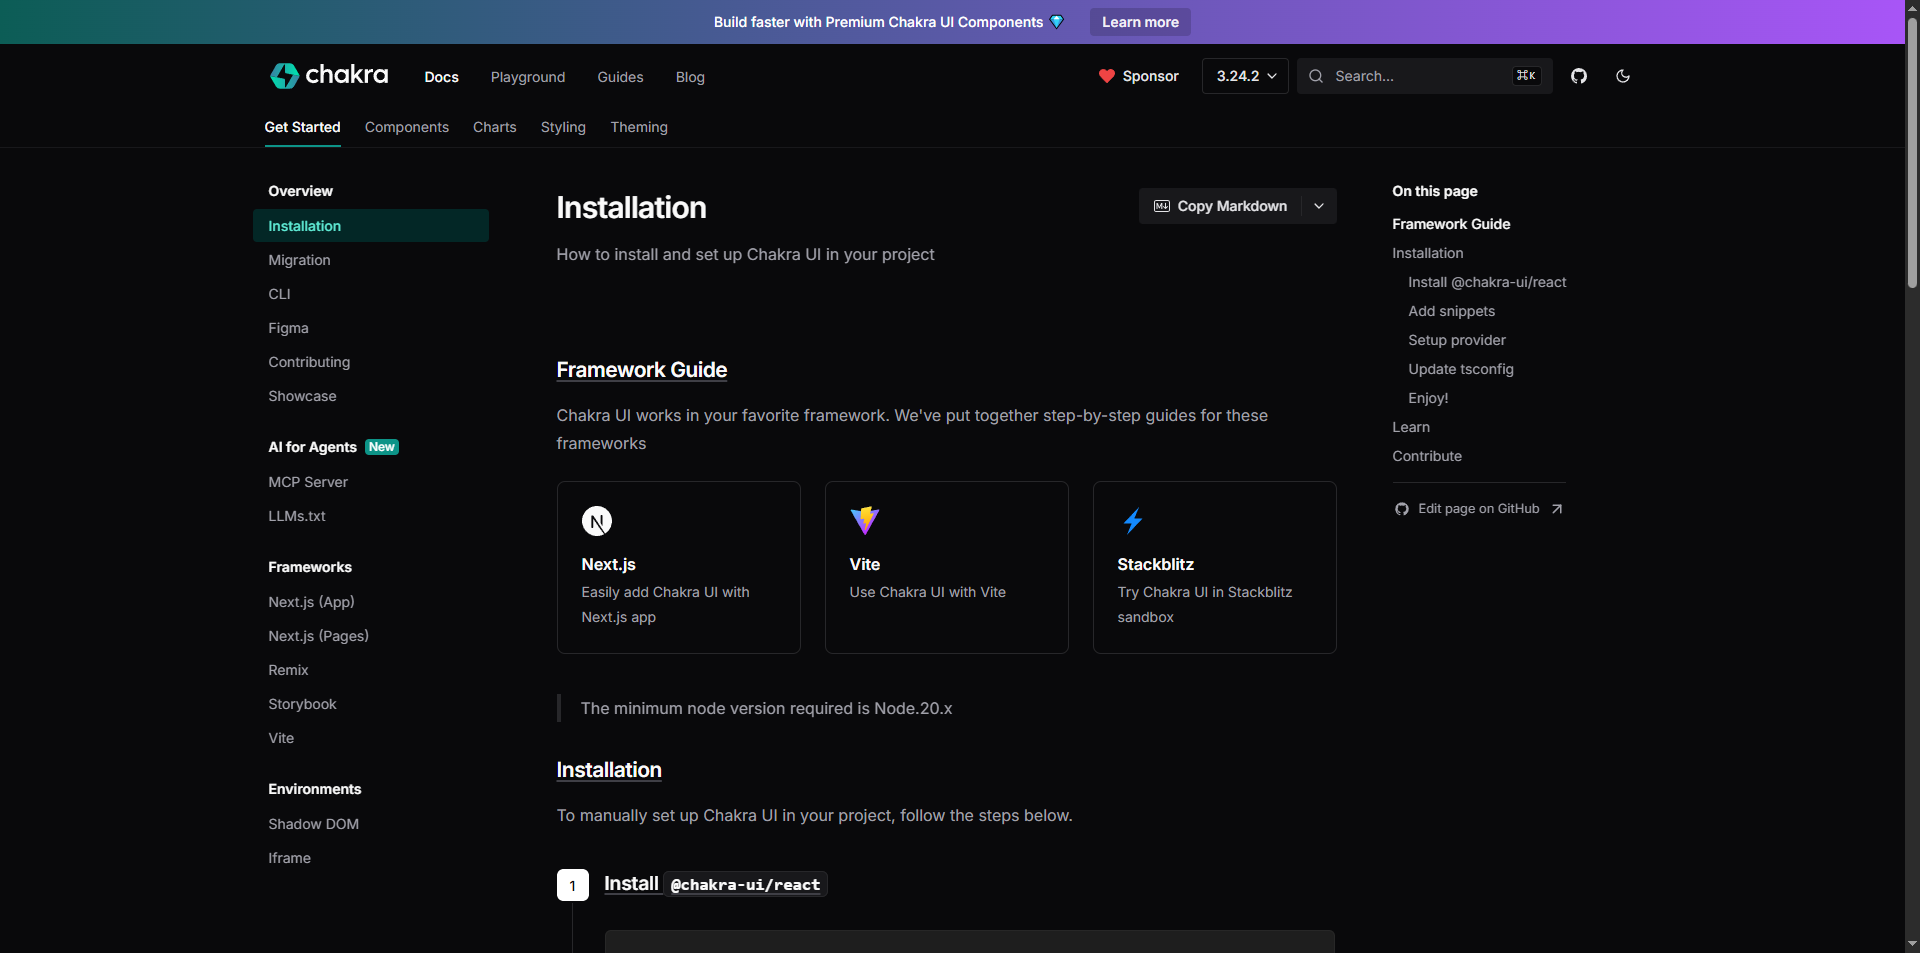 Build faster with Premium Chakra UI Components 💎 Learn more
chakra Docs Playground Guides Blog Sponsor 3.24.2 Search... ⌘K
Get Started Components Charts Styling Theming
Overview
Installation
Migration
CLI
Figma
Contributing
Showcase
AI for Agents New
MCP Server
LLMs.txt
Frameworks
Next.js (App)
Next.js (Pages)
Remix
Storybook
Vite
Environments
Shadow DOM
Iframe
Installation
Copy Markdown
How to install and set up Chakra UI in your project
Framework Guide
Chakra UI works in your favorite framework. We've put together step-by-step guides for these
frameworks
Next.js
Easily add Chakra UI with
Next.js app
Vite
Use Chakra UI with Vite
Stackblitz
Try Chakra UI in Stackblitz
sandbox
The minimum node version required is Node.20.x
Installation
To manually set up Chakra UI in your project, follow the steps below.
1 Install @chakra-ui/react
On this page
Framework Guide
Installation
Install @chakra-ui/react
Add snippets
Setup provider
Update tsconfig
Enjoy!
Learn
Contribute
Edit page on GitHub